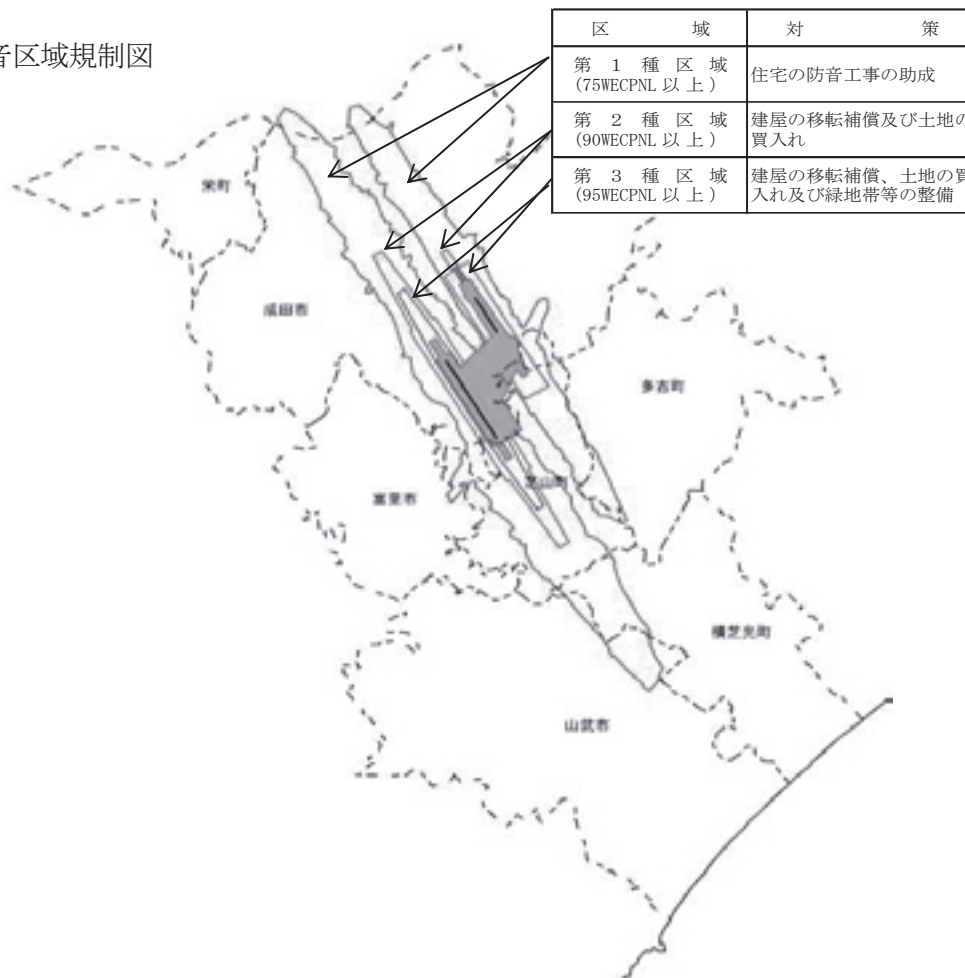 音区域規制図
区 域 対 策
第 1 種 区 域
(75WECPNL 以 上 )
住宅の防音工事の助成
第 2 種 区 域
(90WECPNL 以 上 )
建屋の移転補償及び土地の
買入れ
第 3 種 区 域
(95WECPNL 以 上 )
建屋の移転補償、土地の買
入れ及び緑地帯等の整備
栄町
成田市
多古町
富里市
芝山町
横芝光町
山武市